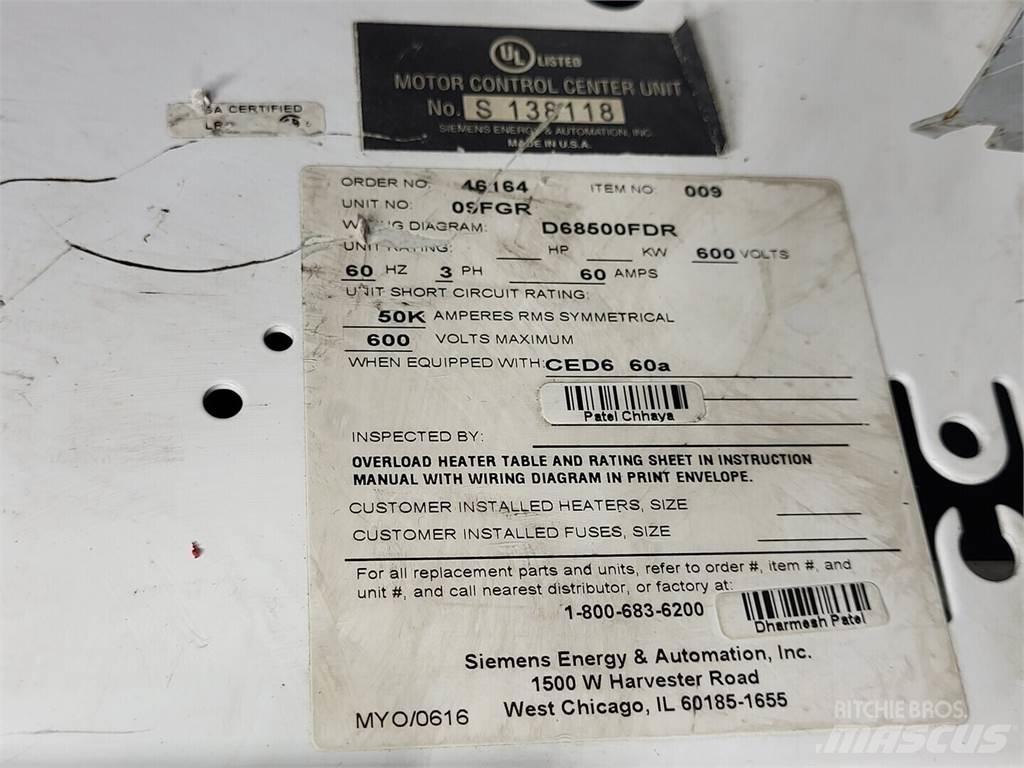 UL LISTED
MOTOR CONTROL CENTER UNIT
No. S 138118
SIEMENS ENERGY & AUTOMATION, INC.
MADE IN U.S.A.
SA CERTIFIED
ORDER NO: 46164 ITEM NO: 009
UNIT NO: 09FGR
DIAGRAM: D68500FDR
UNIT RATING: HP KW 600 VOLTS
60 HZ 3 PH 60 AMPS
UNIT SHORT CIRCUIT RATING:
50K AMPERES RMS SYMMETRICAL
600 VOLTS MAXIMUM
WHEN EQUIPPED WITH: CED6 60a
Patel Chhaya
INSPECTED BY:
OVERLOAD HEATER TABLE AND RATING SHEET IN INSTRUCTION
MANUAL WITH WIRING DIAGRAM IN PRINT ENVELOPE.
CUSTOMER INSTALLED HEATERS, SIZE
CUSTOMER INSTALLED FUSES, SIZE
For all replacement parts and units, refer to order #, item #, and
unit #, and call nearest distributor, or factory at:
1-800-683-6200
Dharmesh Patel
Siemens Energy & Automation, Inc.
1500 W Harvester Road
West Chicago, IL 60185-1655
MYO/0616
RITCHIE BROS.
MASCUS